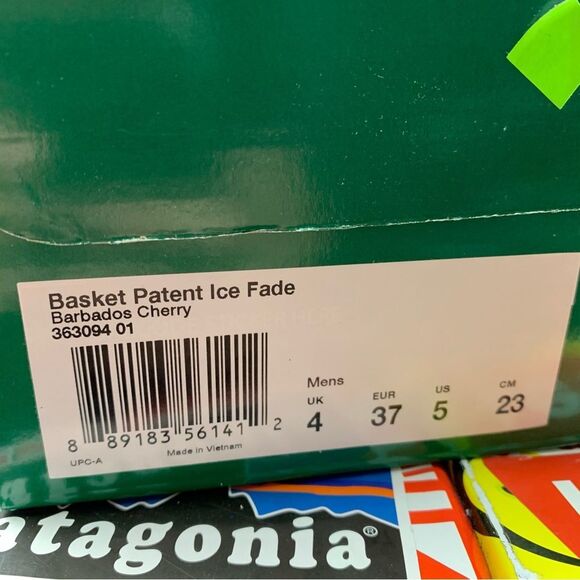 Basket Patent Ice Fade
Barbados Cherry
363094 01
8 89183 56141 2
UPC-A
Made in Vietnam
Mens
UK EUR US CM
4 37 5 23
atagonia®